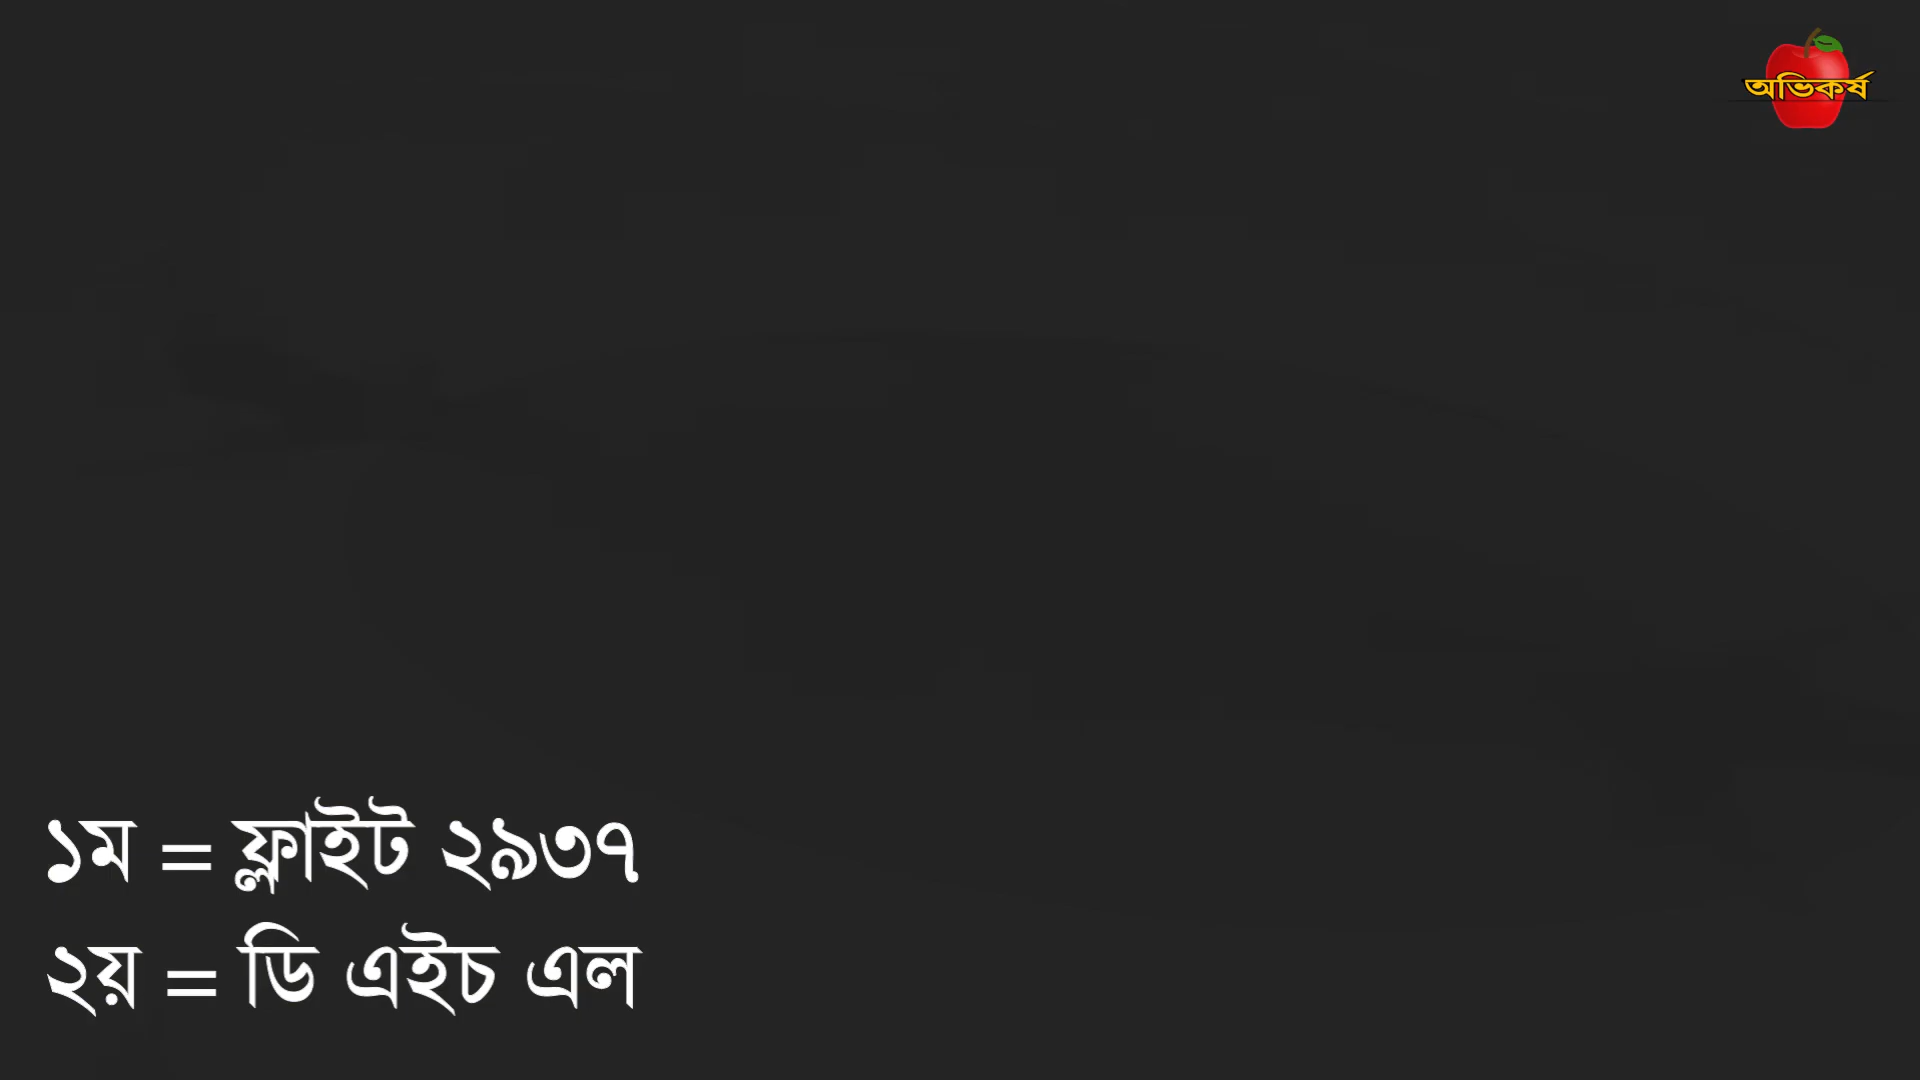 অভিকর্ষ
১ম = ফ্লাইট ২৯৩৭
২য় = ডি এইচ এল